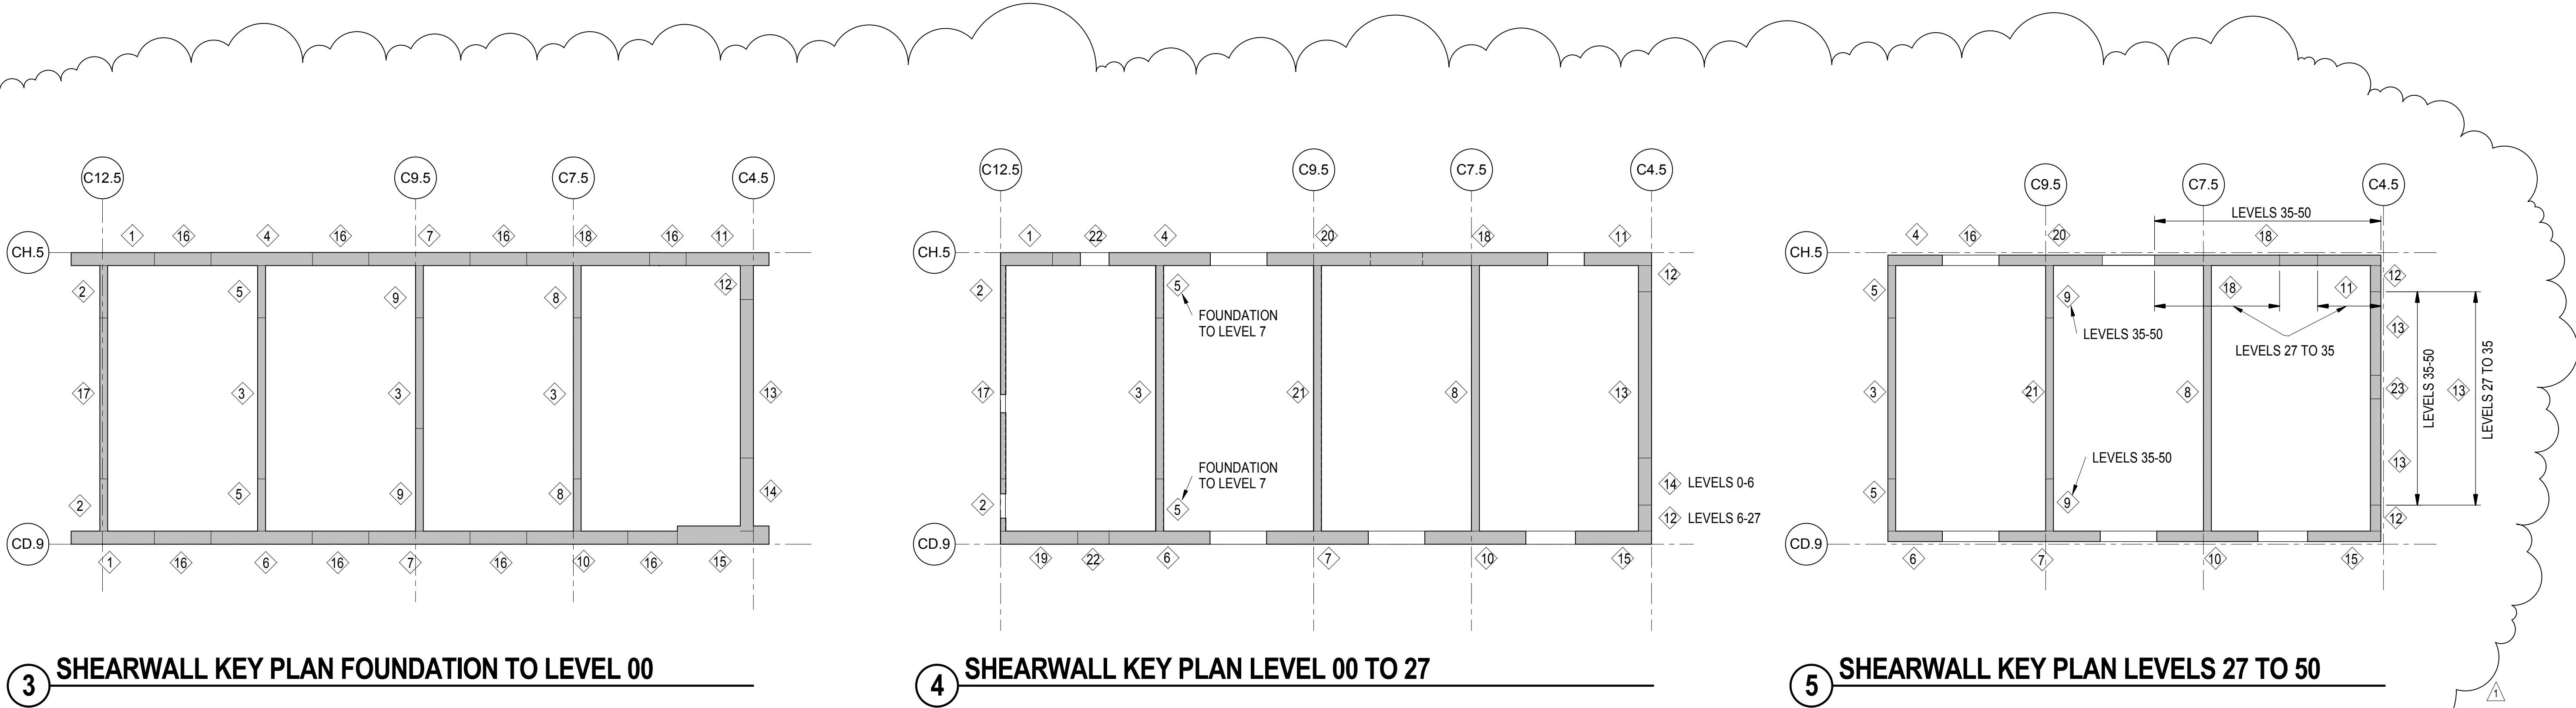 C12.5 C9.5 C7.5 C4.5
CH.5
1 16 4 16 7 16 18 16 11
2 5 9 8 12
17 3 3 3 13
2 5 9 8 14
CD.9
1 16 6 16 7 16 10 16 15
3 SHEARWALL KEY PLAN FOUNDATION TO LEVEL 00
C12.5 C9.5 C7.5 C4.5
CH.5
1 22 4 20 18 11
2 5 12
FOUNDATION
TO LEVEL 7
17 3 21 8 13
FOUNDATION
TO LEVEL 7
14 LEVELS 0-6
2 5
12 LEVELS 6-27
CD.9
19 22 6 7 10 15
4 SHEARWALL KEY PLAN LEVEL 00 TO 27
C9.5 C7.5 C4.5
LEVELS 35-50
CH.5
4 16 20 18
12
5 9 18 11
LEVELS 35-50
13
LEVELS 27 TO 35
3 21 8 23 13
LEVELS 35-50
LEVELS 27 TO 35
LEVELS 35-50
13
5 9
12
CD.9
6 7 10 15
5 SHEARWALL KEY PLAN LEVELS 27 TO 50
1